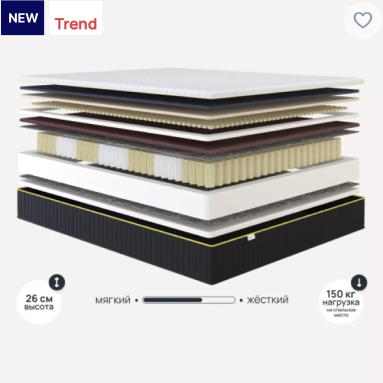 NEW
Trend
26 см
высота
мягкий • • жёсткий
150 кг
нагрузка
на спальное
место